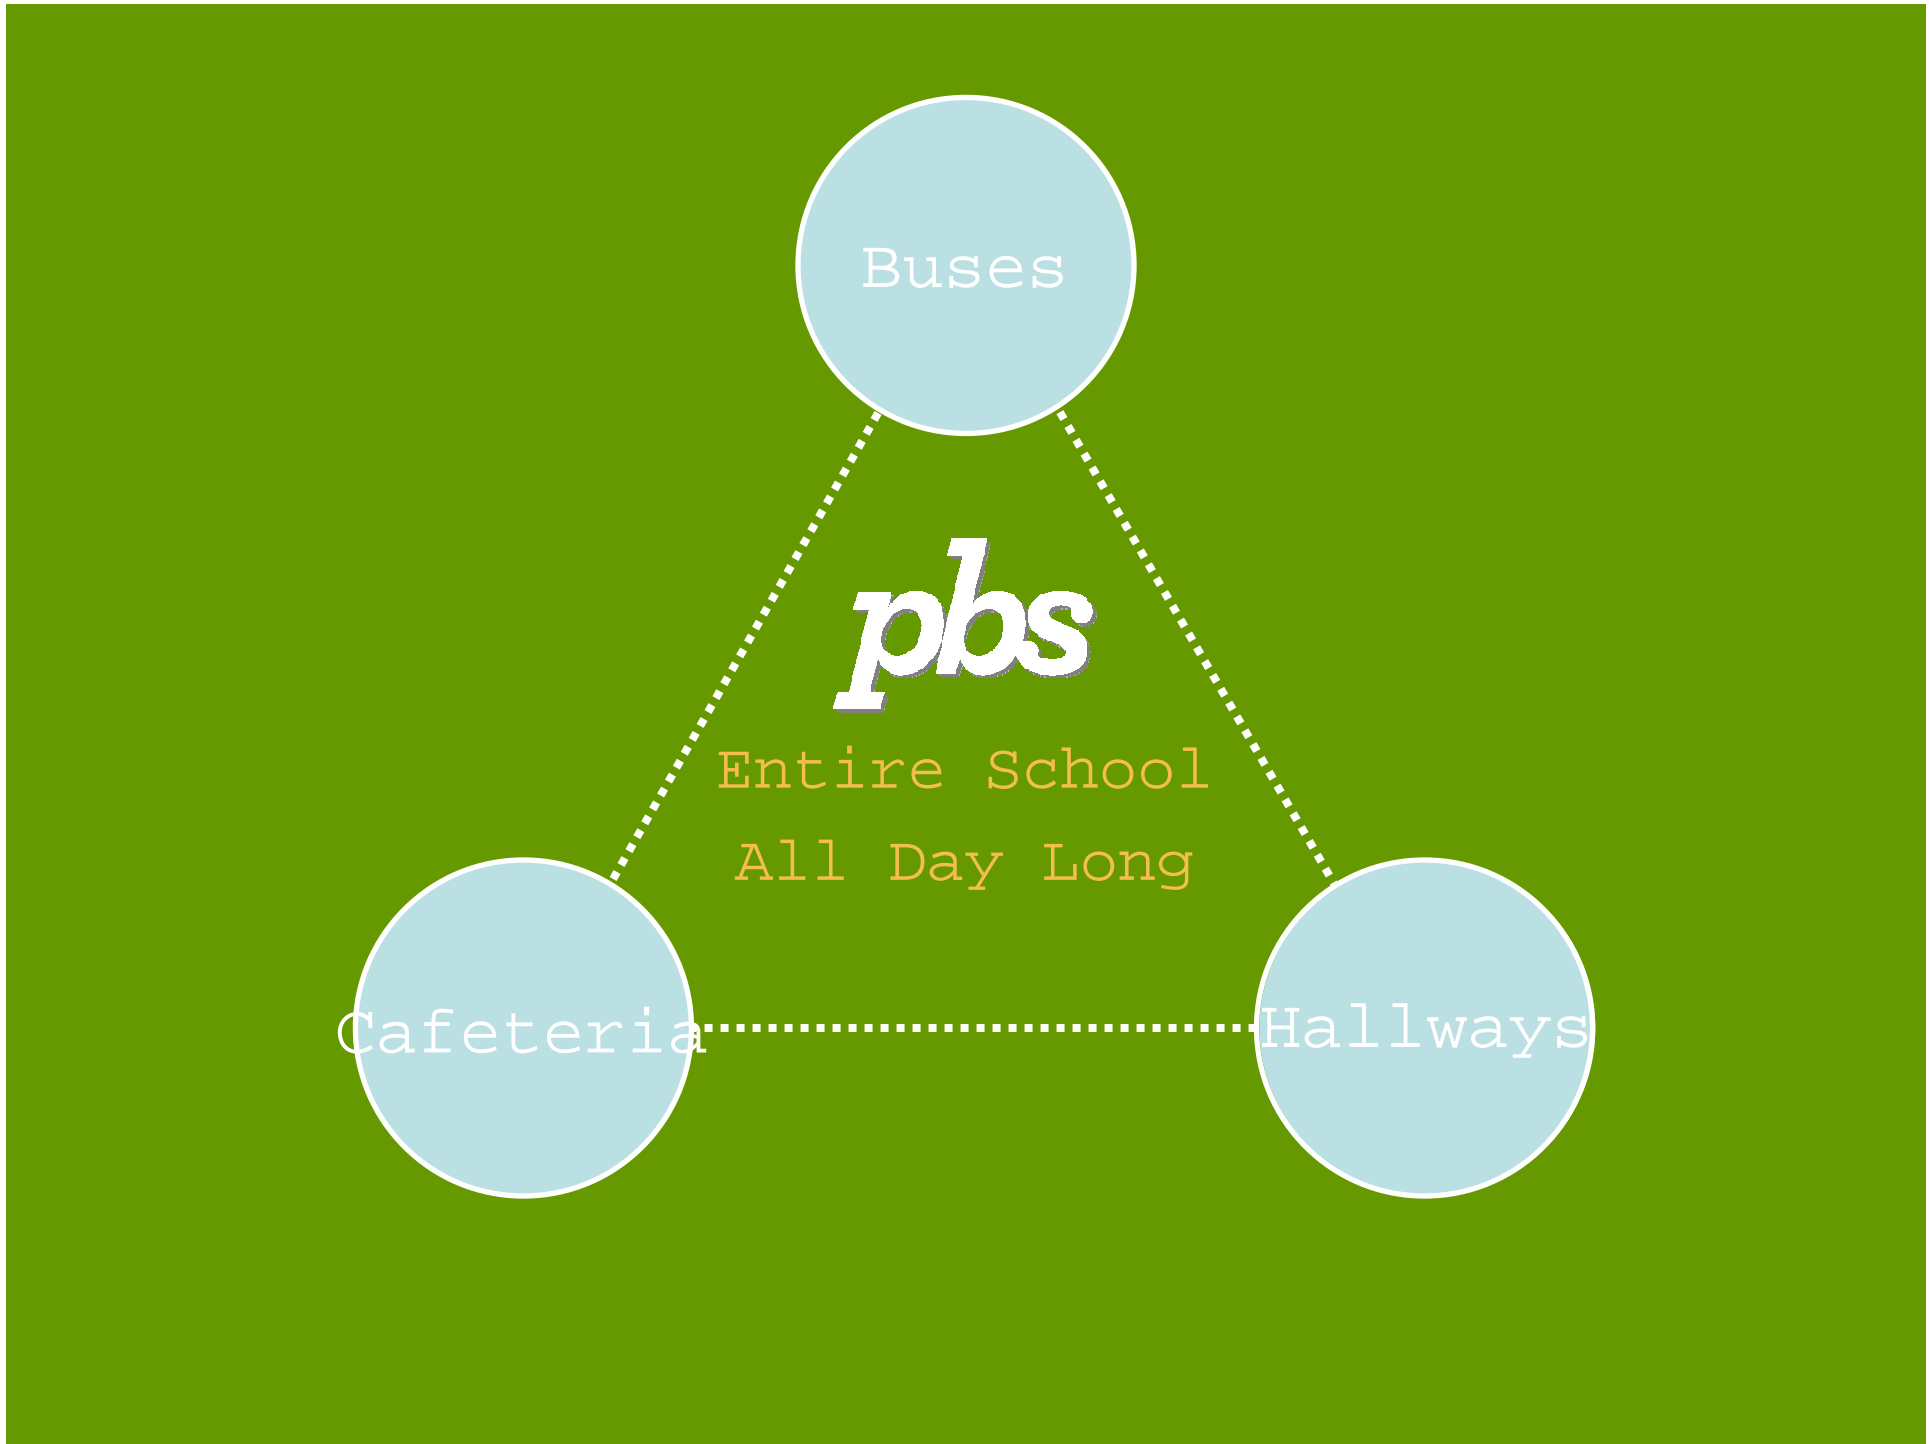 Buses
pbs
Entire School
All Day Long
Cafeteria
Hallways